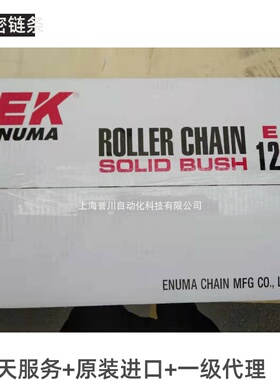 密链条
EK
ENUMA
ROLLER CHAIN
SOLID BUSH
E
12
上海誉川自动化科技有限公司
ENUMA CHAIN MFG CO., L
天服务+原装进口+一级代理